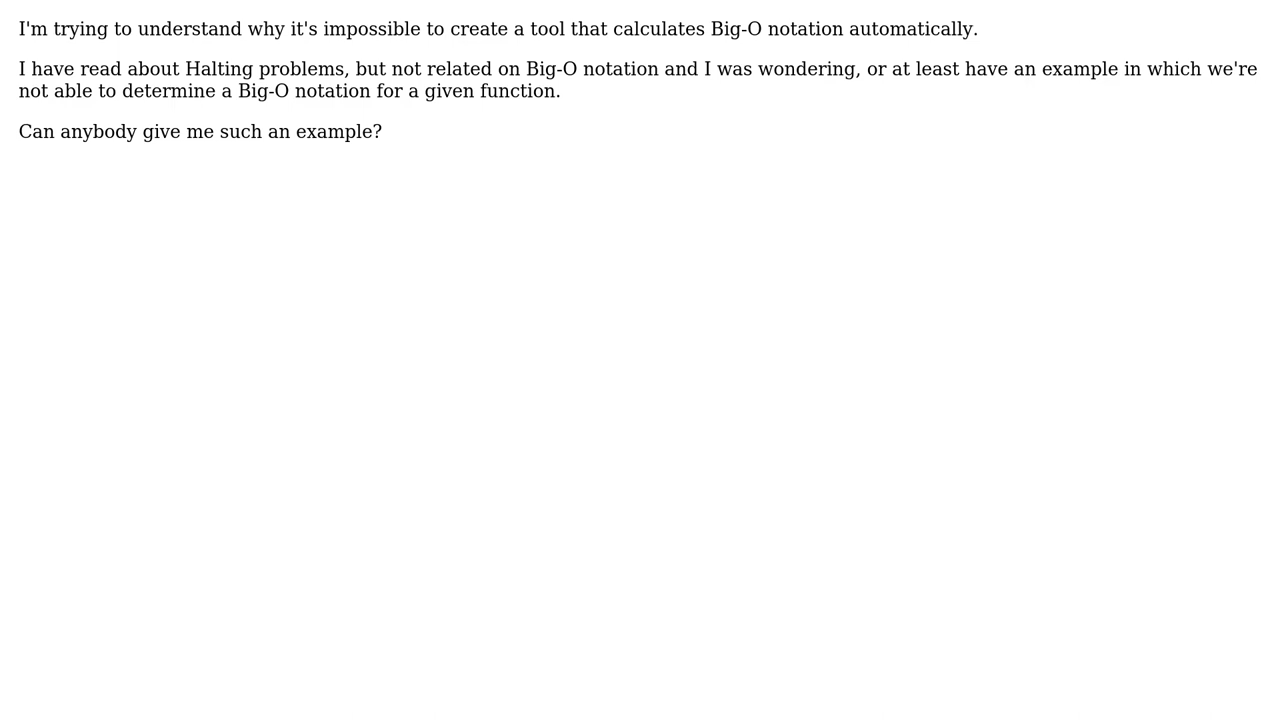 I'm trying to understand why it's impossible to create a tool that calculates Big-O notation automatically.
I have read about Halting problems, but not related on Big-O notation and I was wondering, or at least have an example in which we're
not able to determine a Big-O notation for a given function.
Can anybody give me such an example?